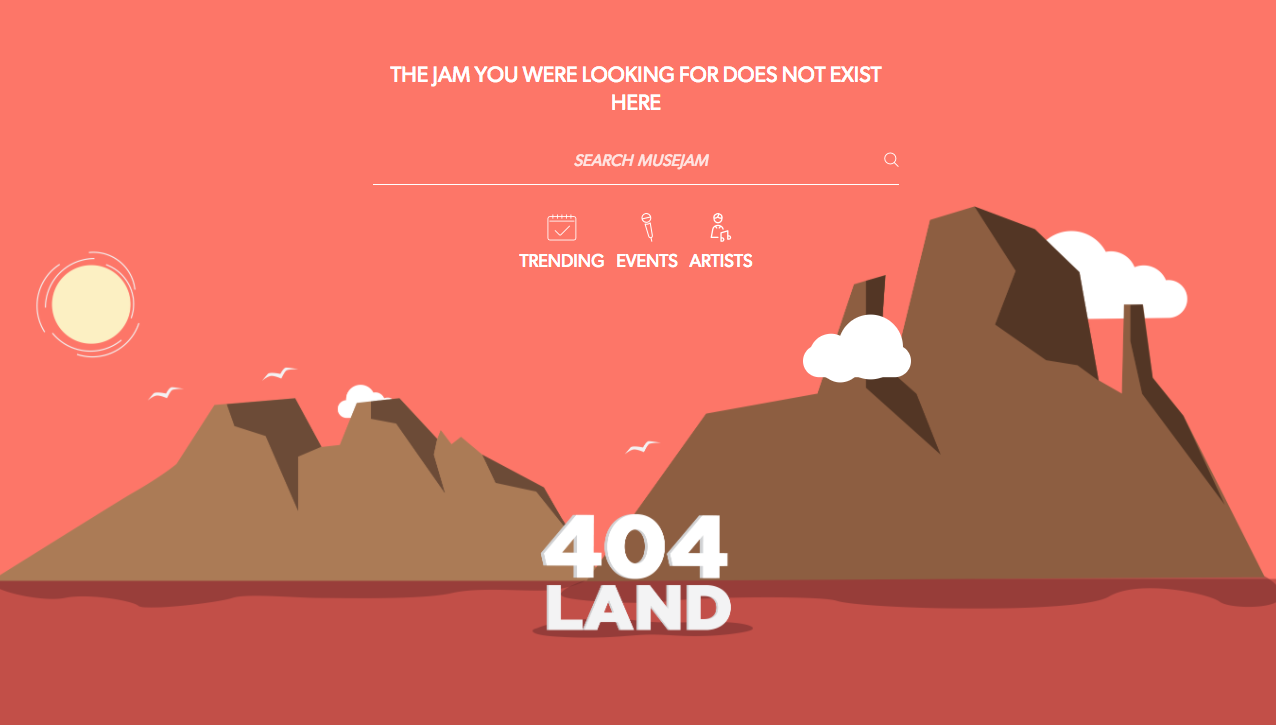 THE JAM YOU WERE LOOKING FOR DOES NOT EXIST
HERE
SEARCH MUSEJAM
TRENDING EVENTS ARTISTS
404
LAND